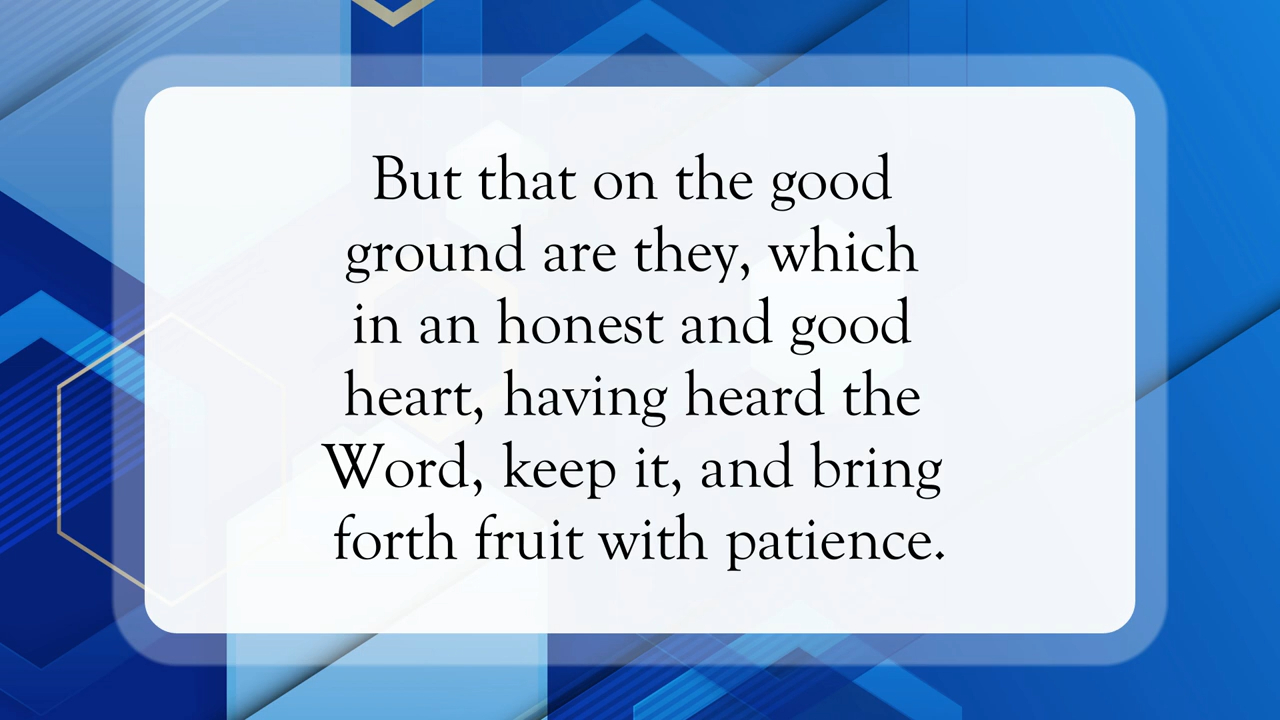 But that on the good
ground are they, which
in an honest and good
heart, having heard the
Word, keep it, and bring
forth fruit with patience.